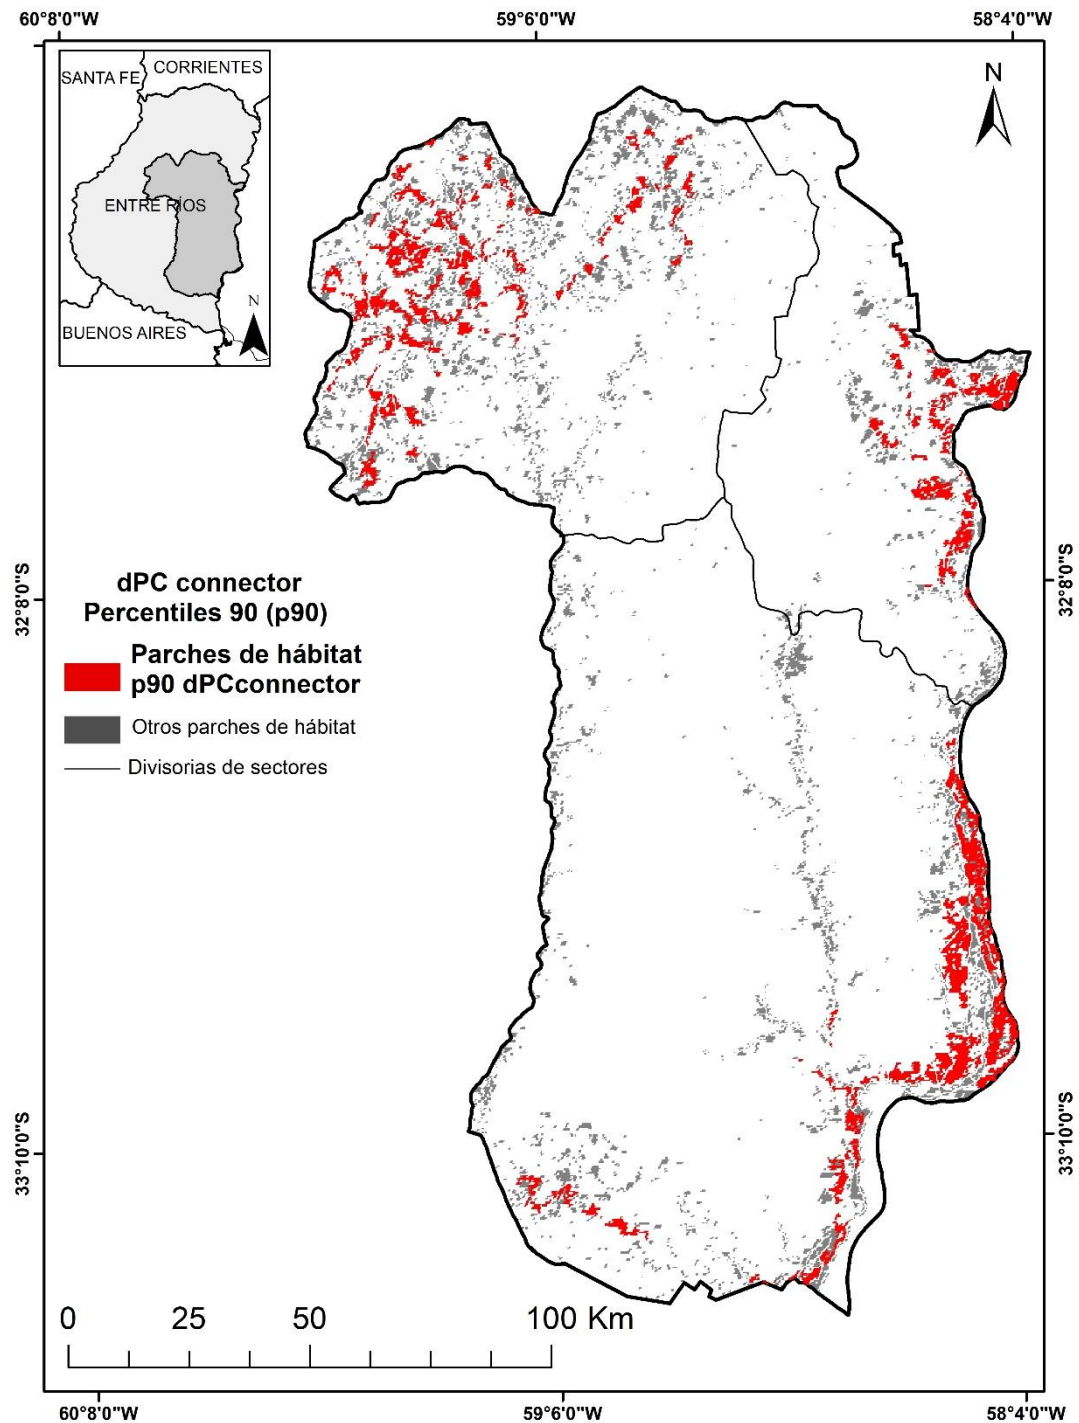 60°8'0"W
59°6'0"W
58°4'0"W
SANTA FE
CORRIENTES
ENTRE RÍOS
BUENOS AIRES
N
N
32°8'0"S
32°8'0"S
dPC connector
Percentiles 90 (p90)
Parches de hábitat
p90 dPCconnector
Otros parches de hábitat
Divisorias de sectores
33°10'0"S
33°10'0"S
0 25 50 100 Km
60°8'0"W
59°6'0"W
58°4'0"W